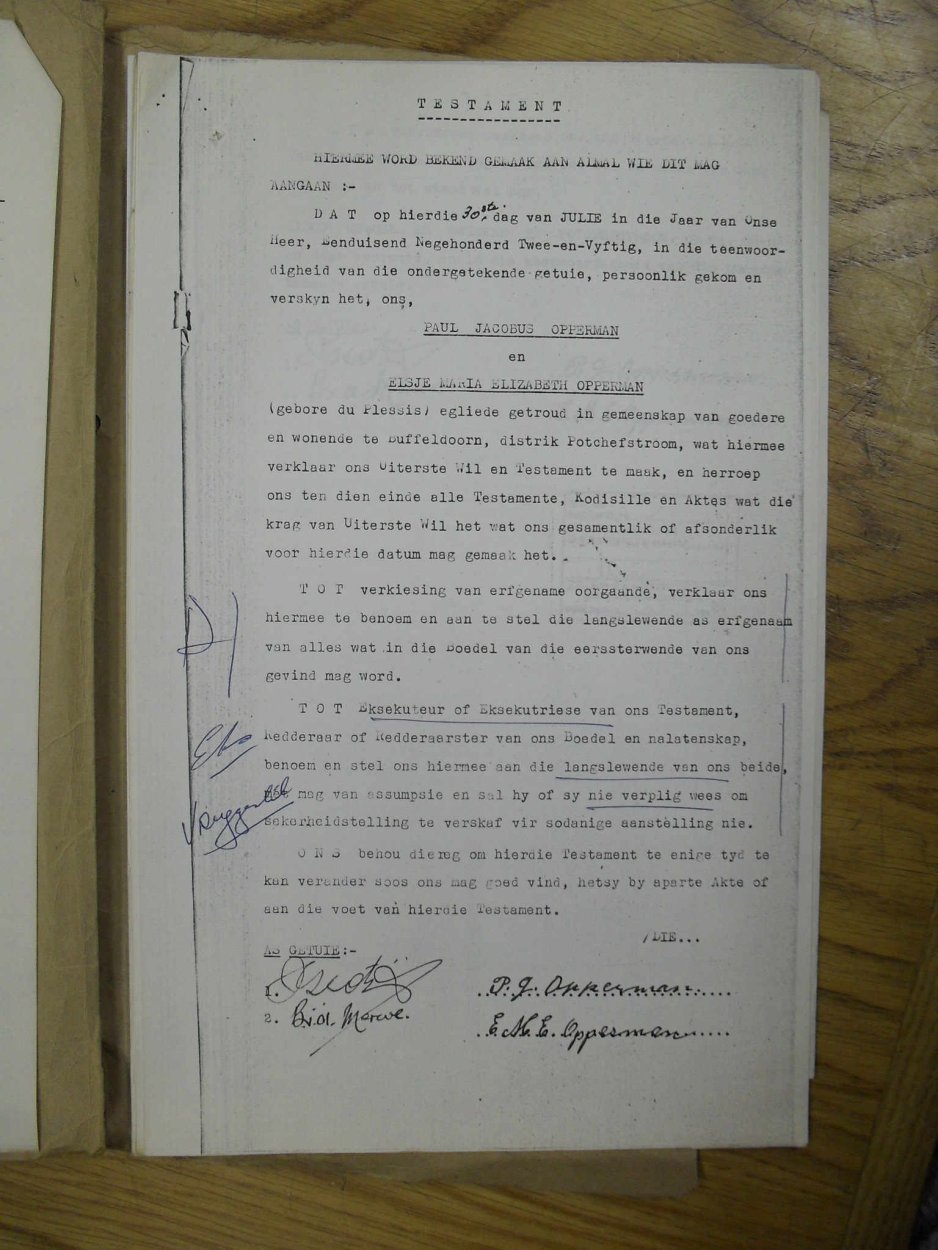 TESTAMENT
HIERMEE WORD BEKEND GEMAAK AAN ALMAL WIE DIT MAG
AANGAAN :-
D A T op hierdie 30ste. dag van JULIE in die Jaar van Onse
Heer, Eenduisend Negehonderd Twee-en-Vyftig, in die teenwoor-
digheid van die ondergetekende getuie, persoonlik gekom en
verskyn het, ons,
PAUL JACOBUS OPPERMAN
en
ELSJE MARIA ELIZABETH OPPERMAN
(gebore du Plessis) egliede getroud in gemeenskap van goedere
en wonende te Buffeldoorn, distrik Potchefstroom, wat hiermee
verklaar ons Uiterste Wil en Testament te maak, en herroep
ons ten dien einde alle Testamente, Kodisille en Aktes wat die
krag van Uiterste Wil het wat ons gesamentlik of afsonderlik
voor hierdie datum mag gemaak het.
T O T verkiesing van erfgename oorgaande, verklaar ons
hiermee te benoem en aan te stel die langslewende as erfgenaam
van alles wat in die Boedel van die eerssterwende van ons
gevind mag word.
T O T Eksekuteur of Eksekutriese van ons Testament,
Redderaar of Redderaarster van ons Boedel en nalatenskap,
benoem en stel ons hiermee aan die langslewende van ons beide,
mag van assumpsie en sal hy of sy nie verplig wees om
sekerheidstelling te verskaf vir sodanige aanstelling nie.
O N S behou die reg om hierdie Testament te enige tyd te
kan verander soos ons mag goed vind, hetsy by aparte Akte of
aan die voet van hierdie Testament.
/DIE...
AS GETUIE:-
1.
P. J. Opperman
2. B. v. d. Merwe.
E. M. E. Opperman